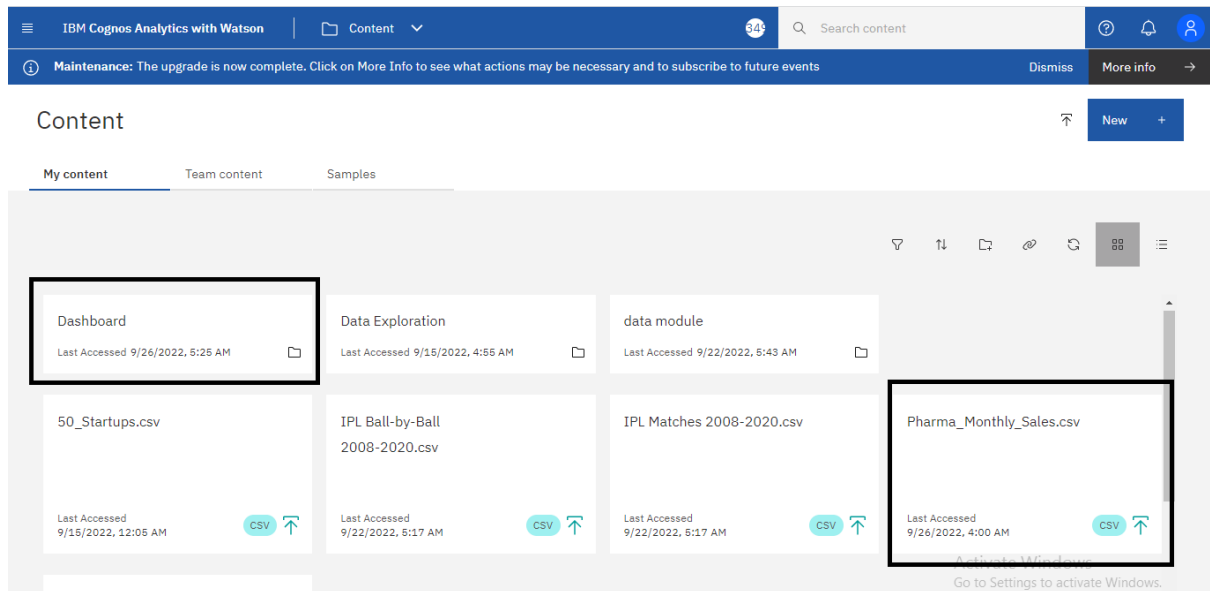 IBM Cognos Analytics with Watson
Content
349
Search content
Maintenance: The upgrade is now complete. Click on More Info to see what actions may be necessary and to subscribe to future events
Dismiss
More info
Content
New +
My content
Team content
Samples
Dashboard
Last Accessed 9/26/2022, 5:25 AM
Data Exploration
Last Accessed 9/15/2022, 4:55 AM
data module
Last Accessed 9/22/2022, 5:43 AM
50_Startups.csv
Last Accessed
9/15/2022, 12:05 AM
CSV
IPL Ball-by-Ball
2008-2020.csv
Last Accessed
9/22/2022, 5:17 AM
CSV
IPL Matches 2008-2020.csv
Last Accessed
9/22/2022, 5:17 AM
CSV
Pharma_Monthly_Sales.csv
Last Accessed
9/26/2022, 4:00 AM
CSV
Activate Windows
Go to Settings to activate Windows.